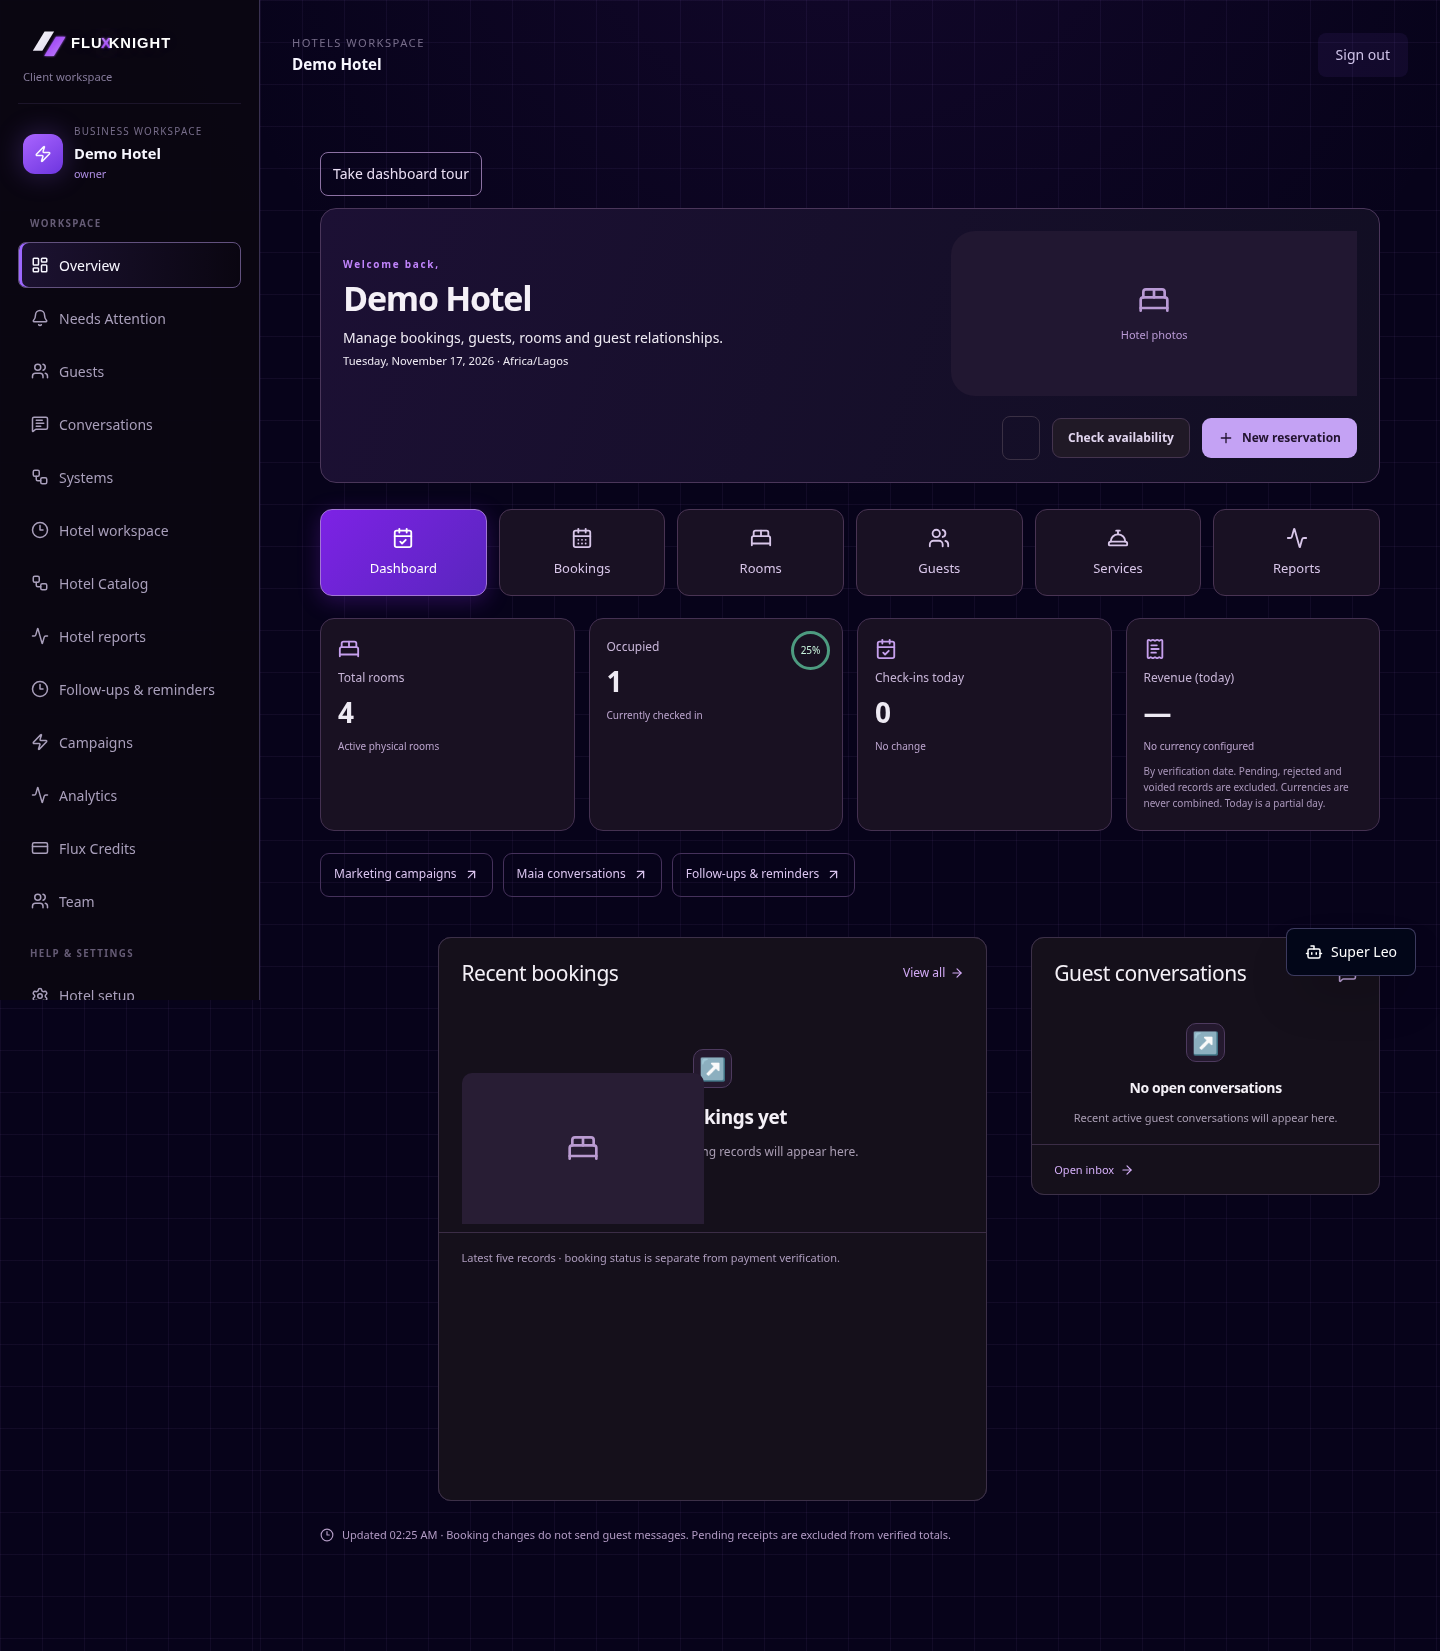 FLUXKNIGHT
Client workspace
BUSINESS WORKSPACE
Demo Hotel
owner
WORKSPACE
Overview
Needs Attention
Guests
Conversations
Systems
Hotel workspace
Hotel Catalog
Hotel reports
Follow-ups & reminders
Campaigns
Analytics
Flux Credits
Team
HELP & SETTINGS
Hotel setup
HOTELS WORKSPACE
Demo Hotel
Sign out
Take dashboard tour
Welcome back,
Demo Hotel
Manage bookings, guests, rooms and guest relationships.
Tuesday, November 17, 2026 · Africa/Lagos
Hotel photos
Check availability
New reservation
Dashboard
Bookings
Rooms
Guests
Services
Reports
Total rooms
4
Active physical rooms
Occupied
25%
1
Currently checked in
Check-ins today
0
No change
Revenue (today)
—
No currency configured
By verification date. Pending, rejected and
voided records are excluded. Currencies are
never combined. Today is a partial day.
Marketing campaigns
Maia conversations
Follow-ups & reminders
Recent bookings
View all
kings yet
ng records will appear here.
Latest five records · booking status is separate from payment verification.
Guest conversations
Super Leo
No open conversations
Recent active guest conversations will appear here.
Open inbox
Updated 02:25 AM · Booking changes do not send guest messages. Pending receipts are excluded from verified totals.